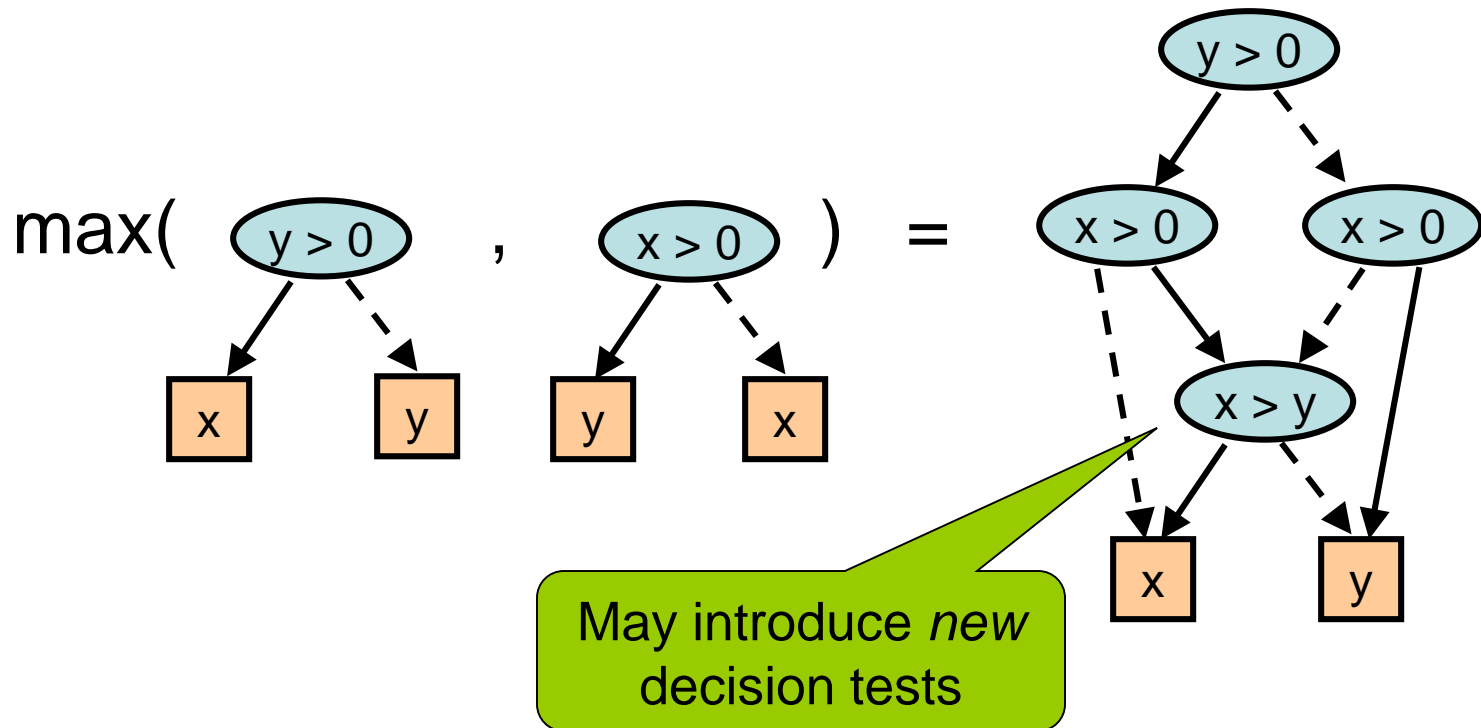 y > 0
max( y > 0 , x > 0 ) = x > 0 x > 0
x y y x x > y
x y
May introduce new
decision tests